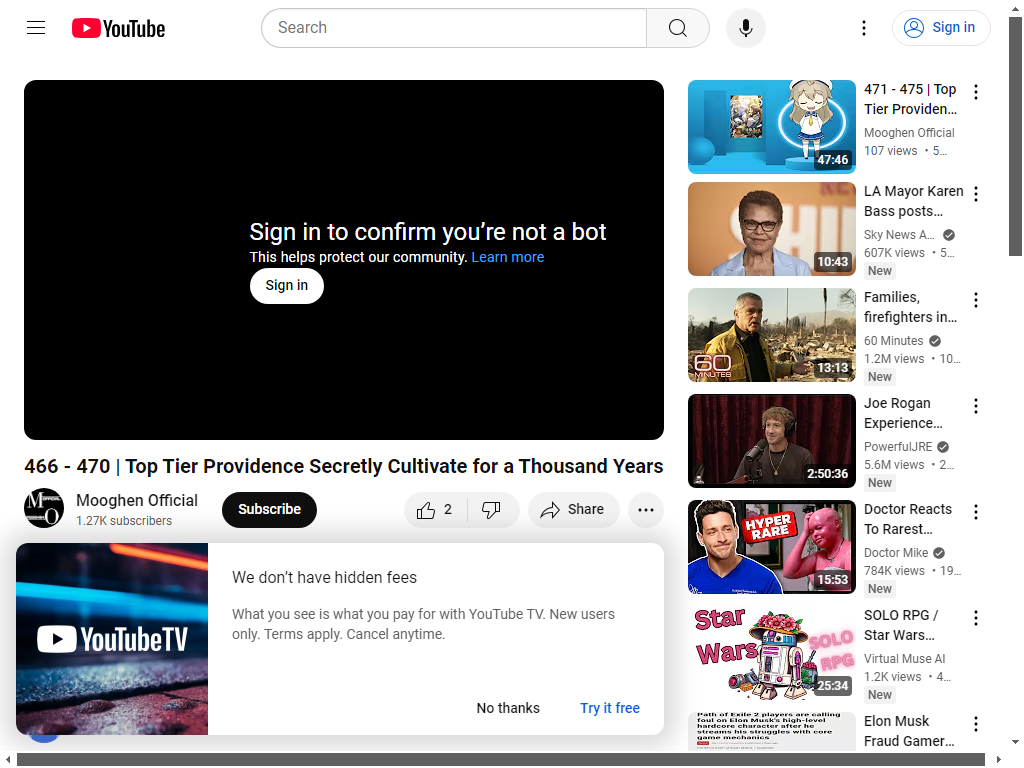 YouTube
Search
Sign in
Sign in to confirm you’re not a bot
This helps protect our community. Learn more
Sign in
466 - 470 | Top Tier Providence Secretly Cultivate for a Thousand Years
Mooghen Official
1.27K subscribers
Subscribe
2
Share
YouTubeTV
We don’t have hidden fees
What you see is what you pay for with YouTube TV. New users
only. Terms apply. Cancel anytime.
No thanks
Try it free
47:46
471 - 475 | Top
Tier Providen...
Mooghen Official
107 views • 5...
10:43
LA Mayor Karen
Bass posts...
Sky News A...
607K views • 5...
New
60
MINUTES
13:13
Families,
firefighters in...
60 Minutes
1.2M views • 10...
New
2:50:36
Joe Rogan
Experience...
PowerfulJRE
5.6M views • 2...
New
HYPER
RARE
15:53
Doctor Reacts
To Rarest...
Doctor Mike
784K views • 19...
New
Star
Wars
SOLO
RPG
25:34
SOLO RPG /
Star Wars...
Virtual Muse AI
1.2K views • 4...
New
Path of Exile 2 players are calling
foul on Elon Musk's high-level
hardcore character after he
streams his struggles with core
game mechanics
Elon Musk
Fraud Gamer...